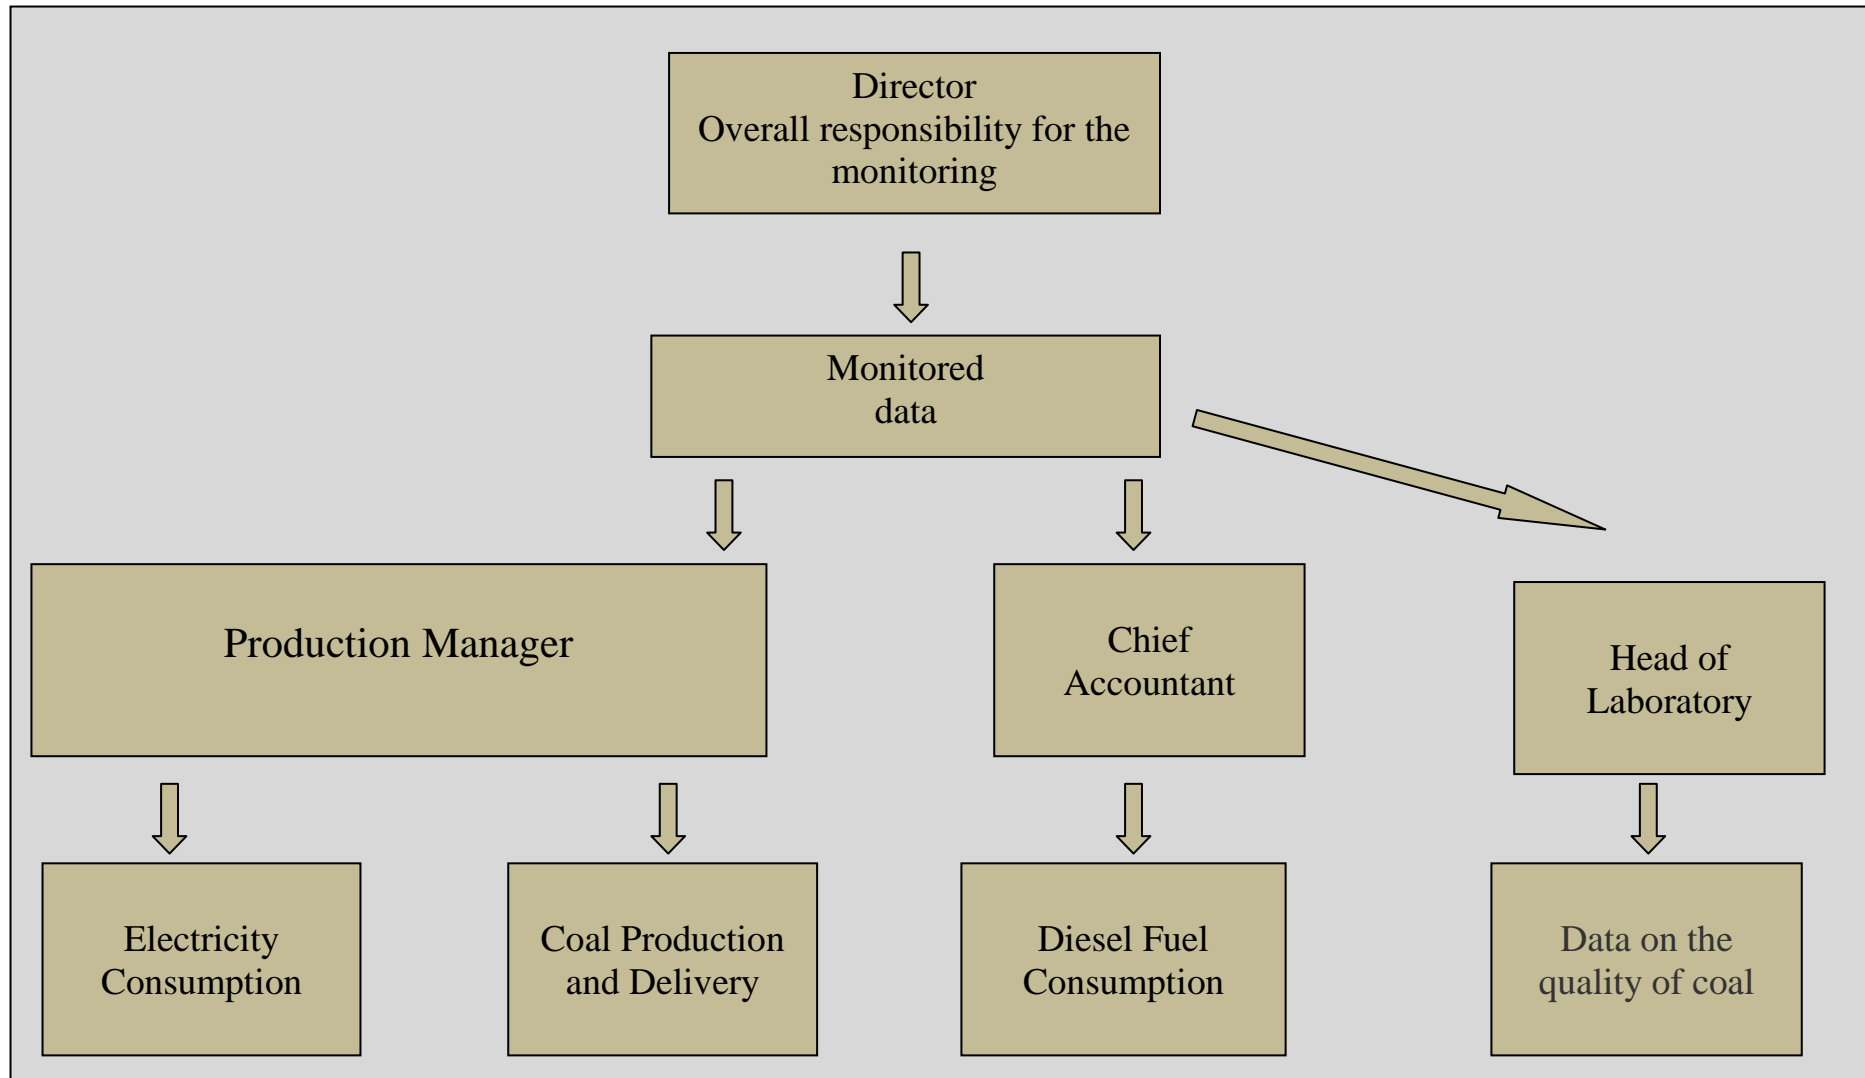 Director
Overall responsibility for the
monitoring
Monitored
data
Production Manager
Chief
Accountant
Head of
Laboratory
Electricity
Consumption
Coal Production
and Delivery
Diesel Fuel
Consumption
Data on the
quality of coal